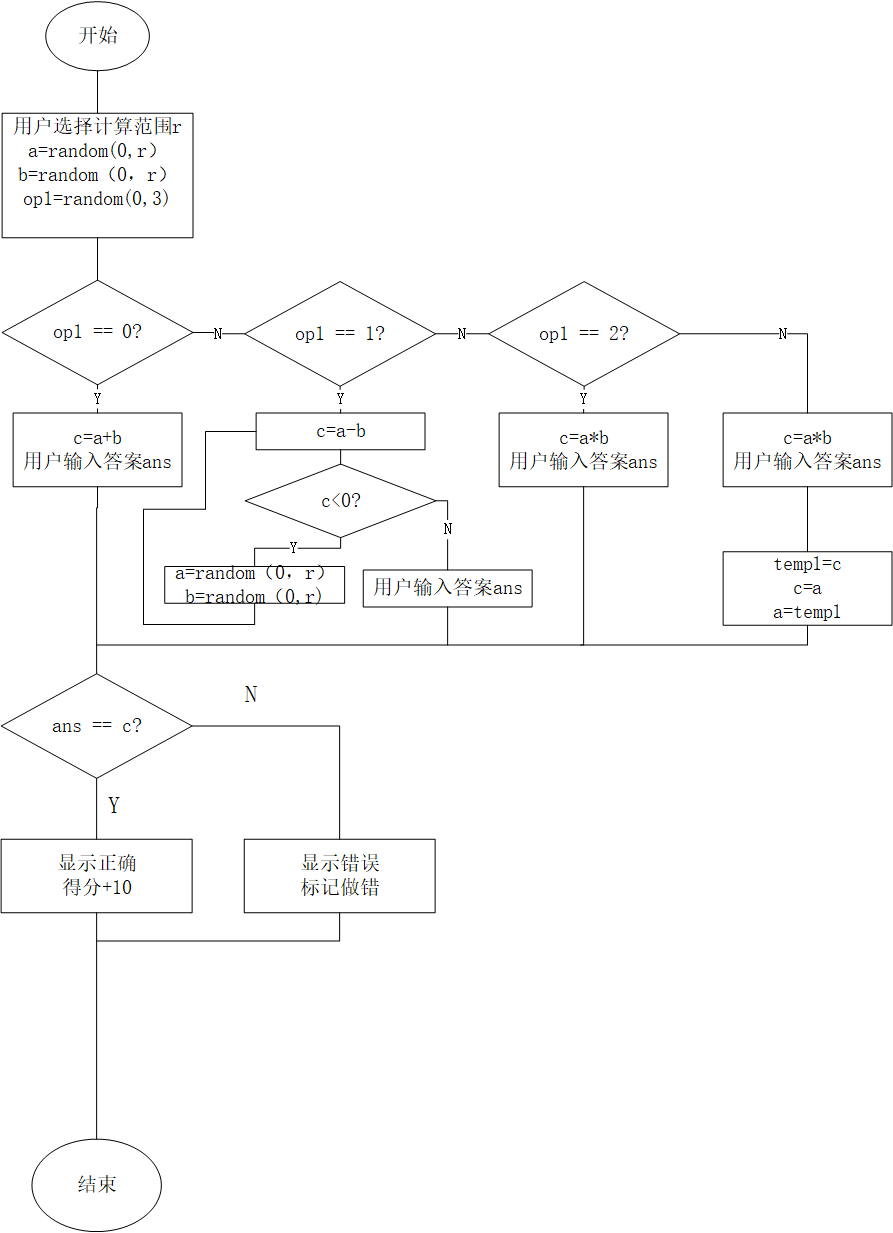 开始
用户选择计算范围r
a=random(0,r)
b=random（0，r）
op1=random(0,3)
op1 == 0?
N
op1 == 1?
N
op1 == 2?
N
Y
Y
Y
c=a+b
用户输入答案ans
c=a-b
c=a*b
用户输入答案ans
c=a*b
用户输入答案ans
c<0?
N
Y
a=random（0，r）
b=random（0,r)
用户输入答案ans
temp1=c
c=a
a=temp1
N
ans == c?
Y
显示正确
得分+10
显示错误
标记做错
结束